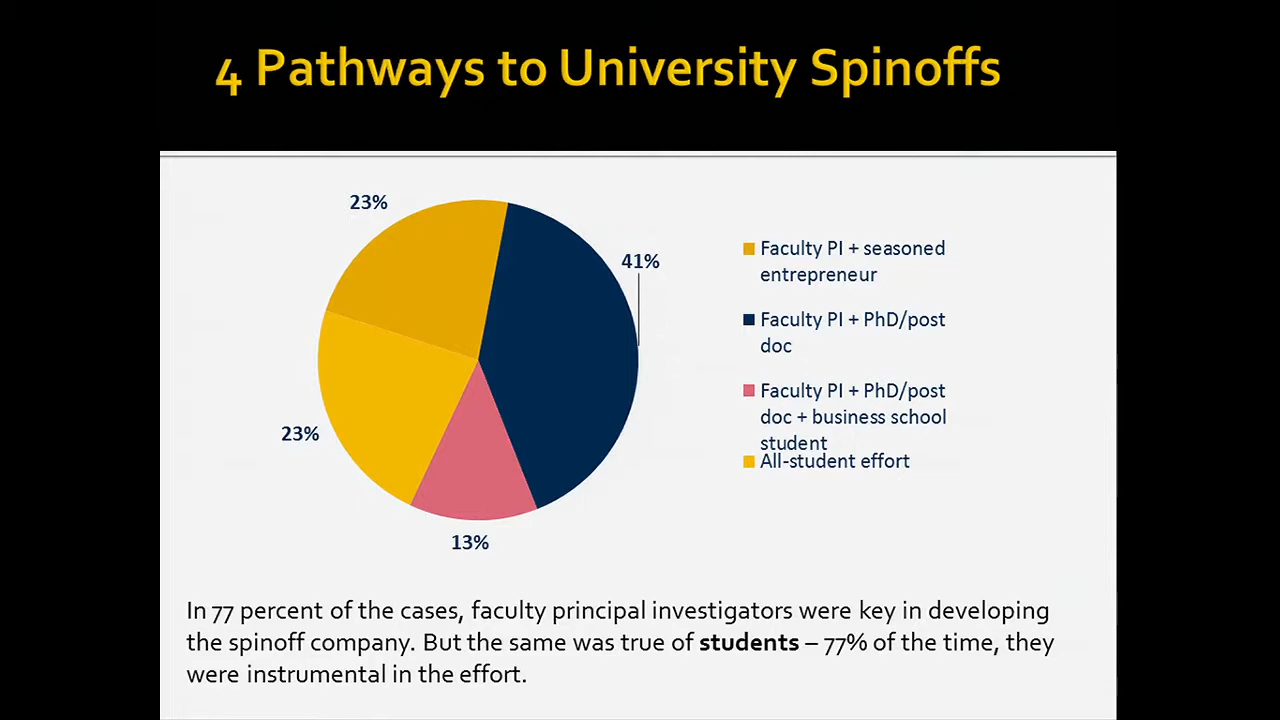 4 Pathways to University Spinoffs
23%
41%
23%
13%
Faculty PI + seasoned
entrepreneur
Faculty PI + PhD/post
doc
Faculty PI + PhD/post
doc + business school
student
All-student effort
In 77 percent of the cases, faculty principal investigators were key in developing
the spinoff company. But the same was true of students – 77% of the time, they
were instrumental in the effort.